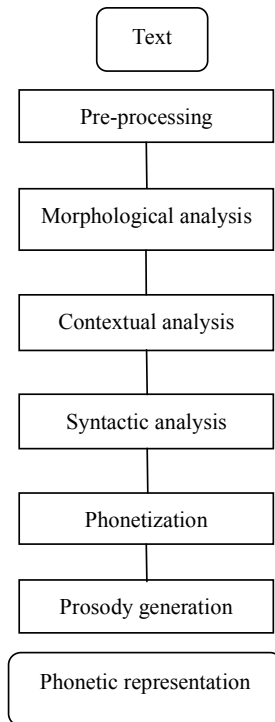 Text
Pre-processing
Morphological analysis
Contextual analysis
Syntactic analysis
Phonetization
Prosody generation
Phonetic representation